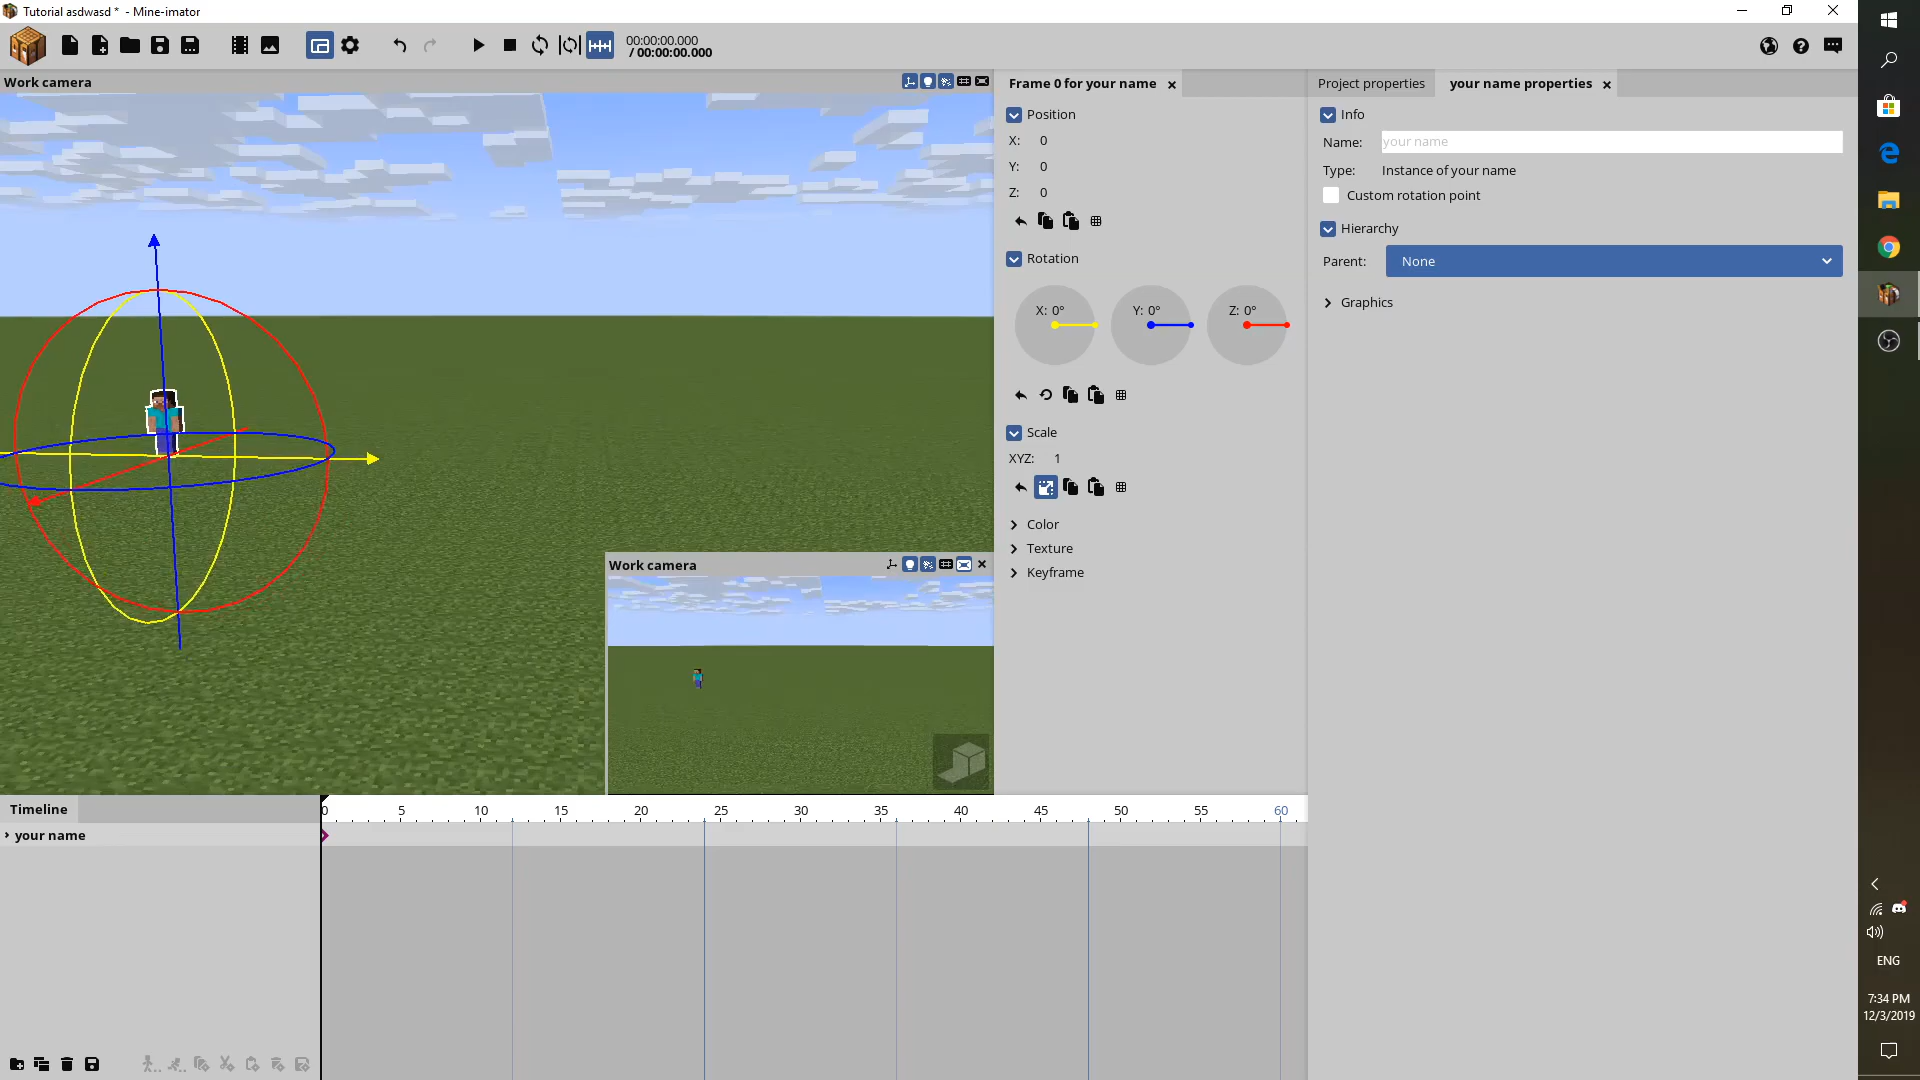 Tutorial asdwasd * - Mine-imator
00:00:00.000
/ 00:00:00.000
Work camera
Frame 0 for your name
Position
X: 0
Y: 0
Z: 0
Rotation
X: 0° Y: 0° Z: 0°
Scale
XYZ: 1
Color
Texture
Keyframe
Project properties your name properties
Info
Name: your name
Type: Instance of your name
Custom rotation point
Hierarchy
Parent: None
Graphics
Work camera
Timeline
0 5 10 15 20 25 30 35 40 45 50 55 60
your name
ENG
7:34 PM
12/3/2019